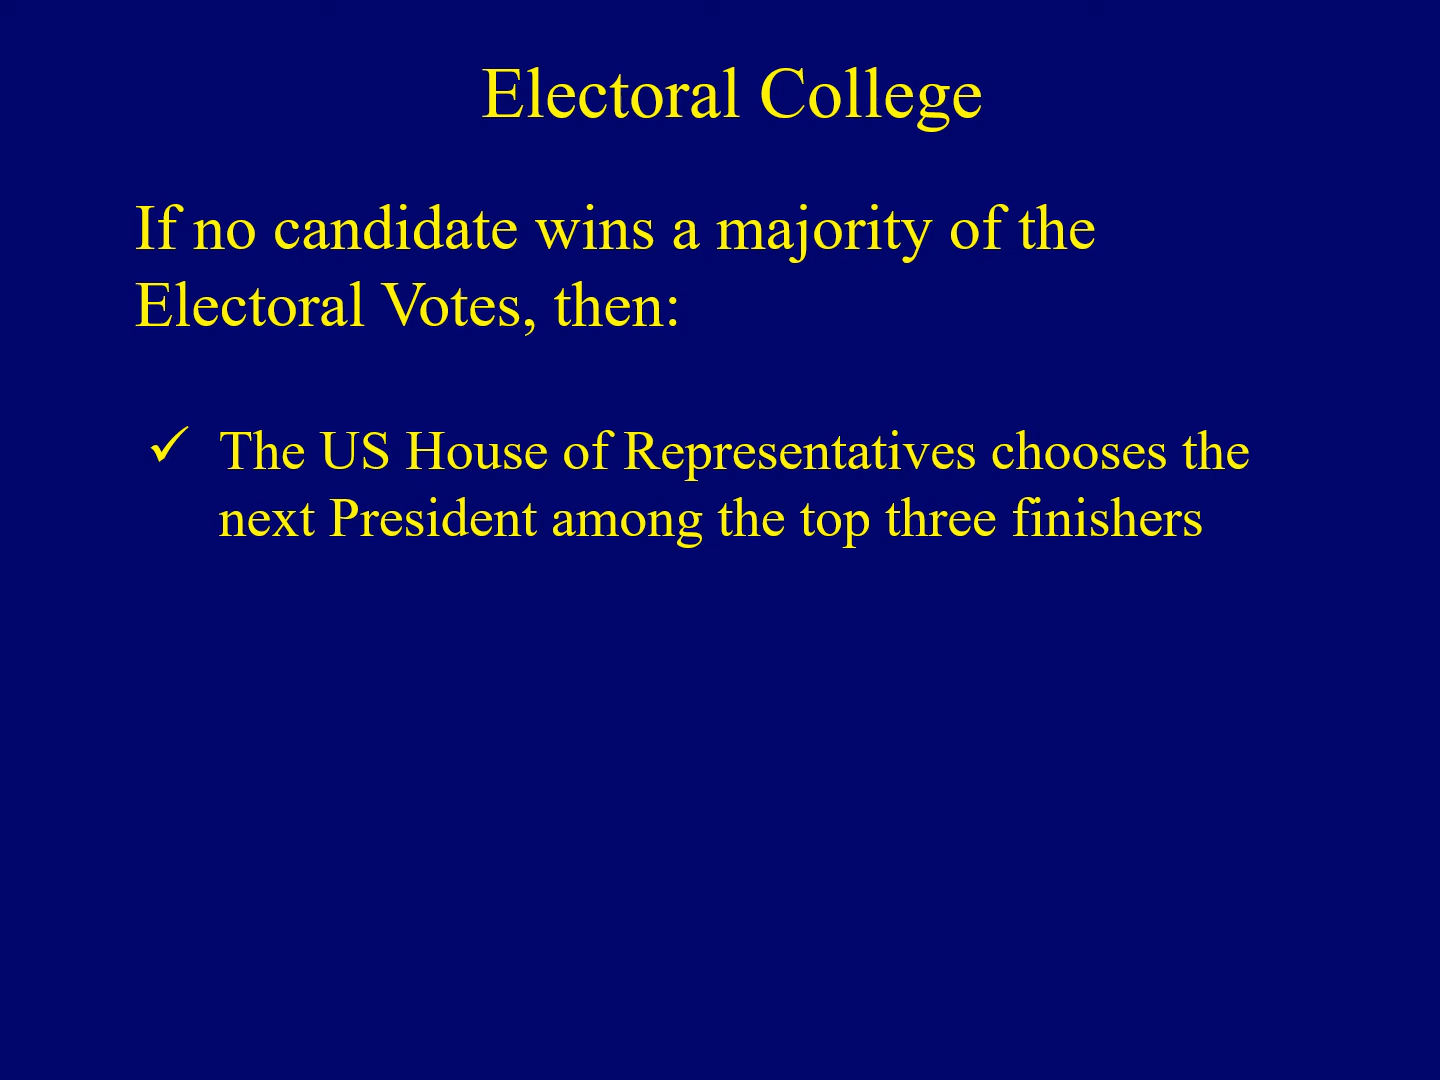 Electoral College
If no candidate wins a majority of the
Electoral Votes, then:
✓ The US House of Representatives chooses the
next President among the top three finishers